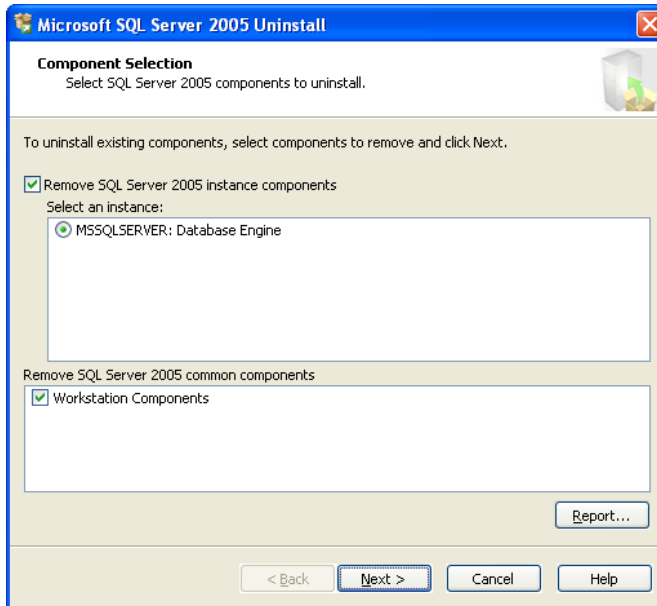 Microsoft SQL Server 2005 Uninstall
Component Selection
Select SQL Server 2005 components to uninstall.
To uninstall existing components, select components to remove and click Next.
Remove SQL Server 2005 instance components
Select an instance:
MSSQLSERVER: Database Engine
Remove SQL Server 2005 common components
Workstation Components
Report...
< Back Next > Cancel Help